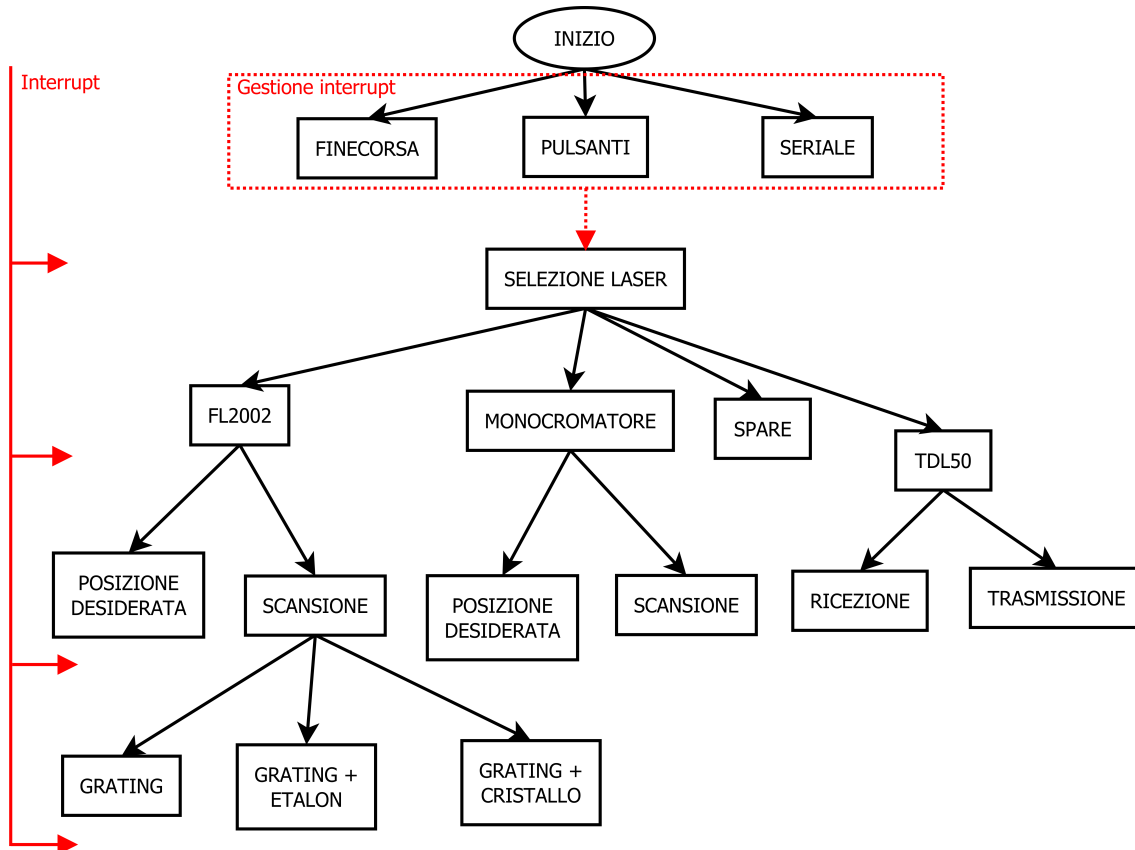 INIZIO
Interrupt
Gestione interrupt
FINECORSA
PULSANTI
SERIALE
SELEZIONE LASER
FL2002
MONOCROMATORE
SPARE
TDL50
POSIZIONE
DESIDERATA
SCANSIONE
POSIZIONE
DESIDERATA
SCANSIONE
RICEZIONE
TRASMISSIONE
GRATING
GRATING +
ETALON
GRATING +
CRISTALLO